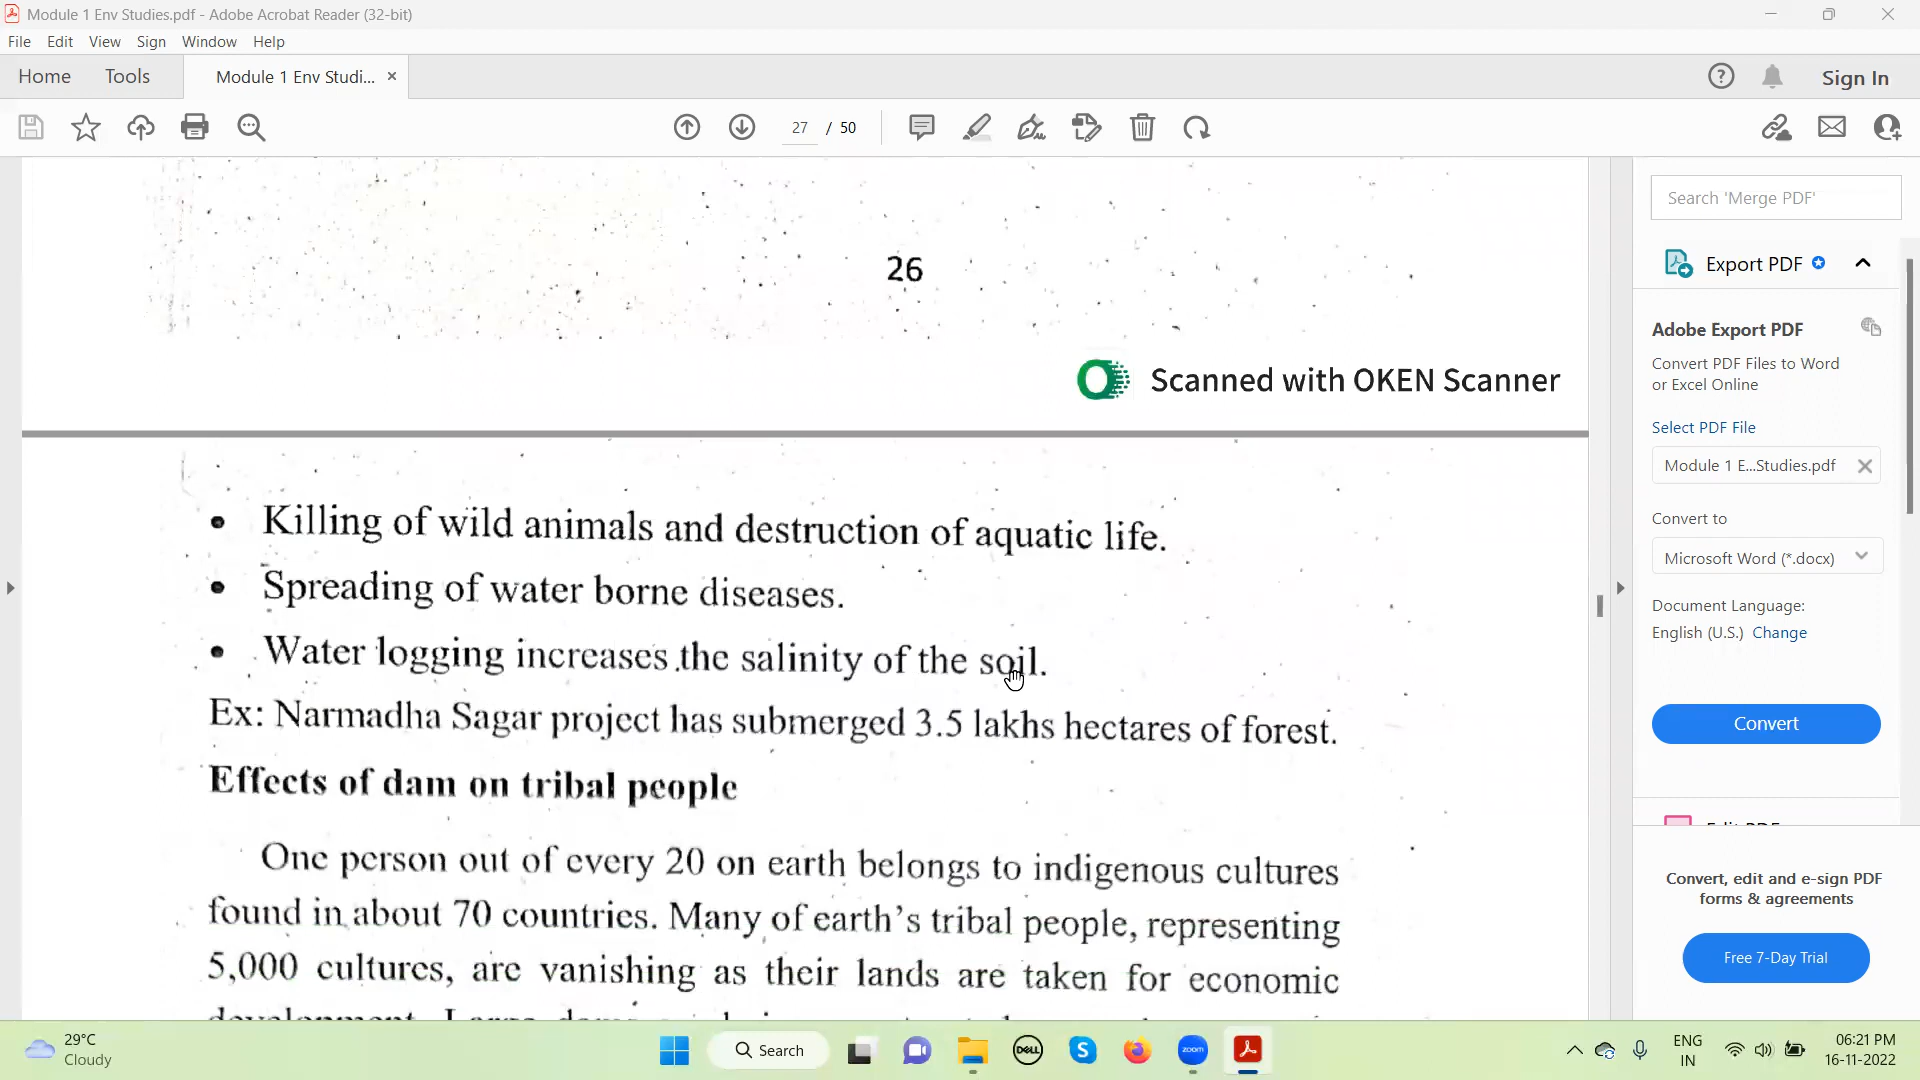 Module 1 Env Studies.pdf - Adobe Acrobat Reader (32-bit)
File Edit View Sign Window Help
Home Tools Module 1 Env Studi... ×
Sign In
27 / 50
26
Scanned with OKEN Scanner
• Killing of wild animals and destruction of aquatic life.
• Spreading of water borne diseases.
• Water logging increases the salinity of the soil.
Ex: Narmadha Sagar project has submerged 3.5 lakhs hectares of forest.
Effects of dam on tribal people
One person out of every 20 on earth belongs to indigenous cultures
found in about 70 countries. Many of earth's tribal people, representing
5,000 cultures, are vanishing as their lands are taken for economic
Search 'Merge PDF'
Export PDF
Adobe Export PDF
Convert PDF Files to Word
or Excel Online
Select PDF File
Module 1 E...Studies.pdf
Convert to
Microsoft Word (*.docx)
Document Language:
English (U.S.) Change
Convert
Convert, edit and e-sign PDF
forms & agreements
Free 7-Day Trial
29°C
Cloudy
Search
DELL
zoom
ENG
IN
06:21 PM
16-11-2022